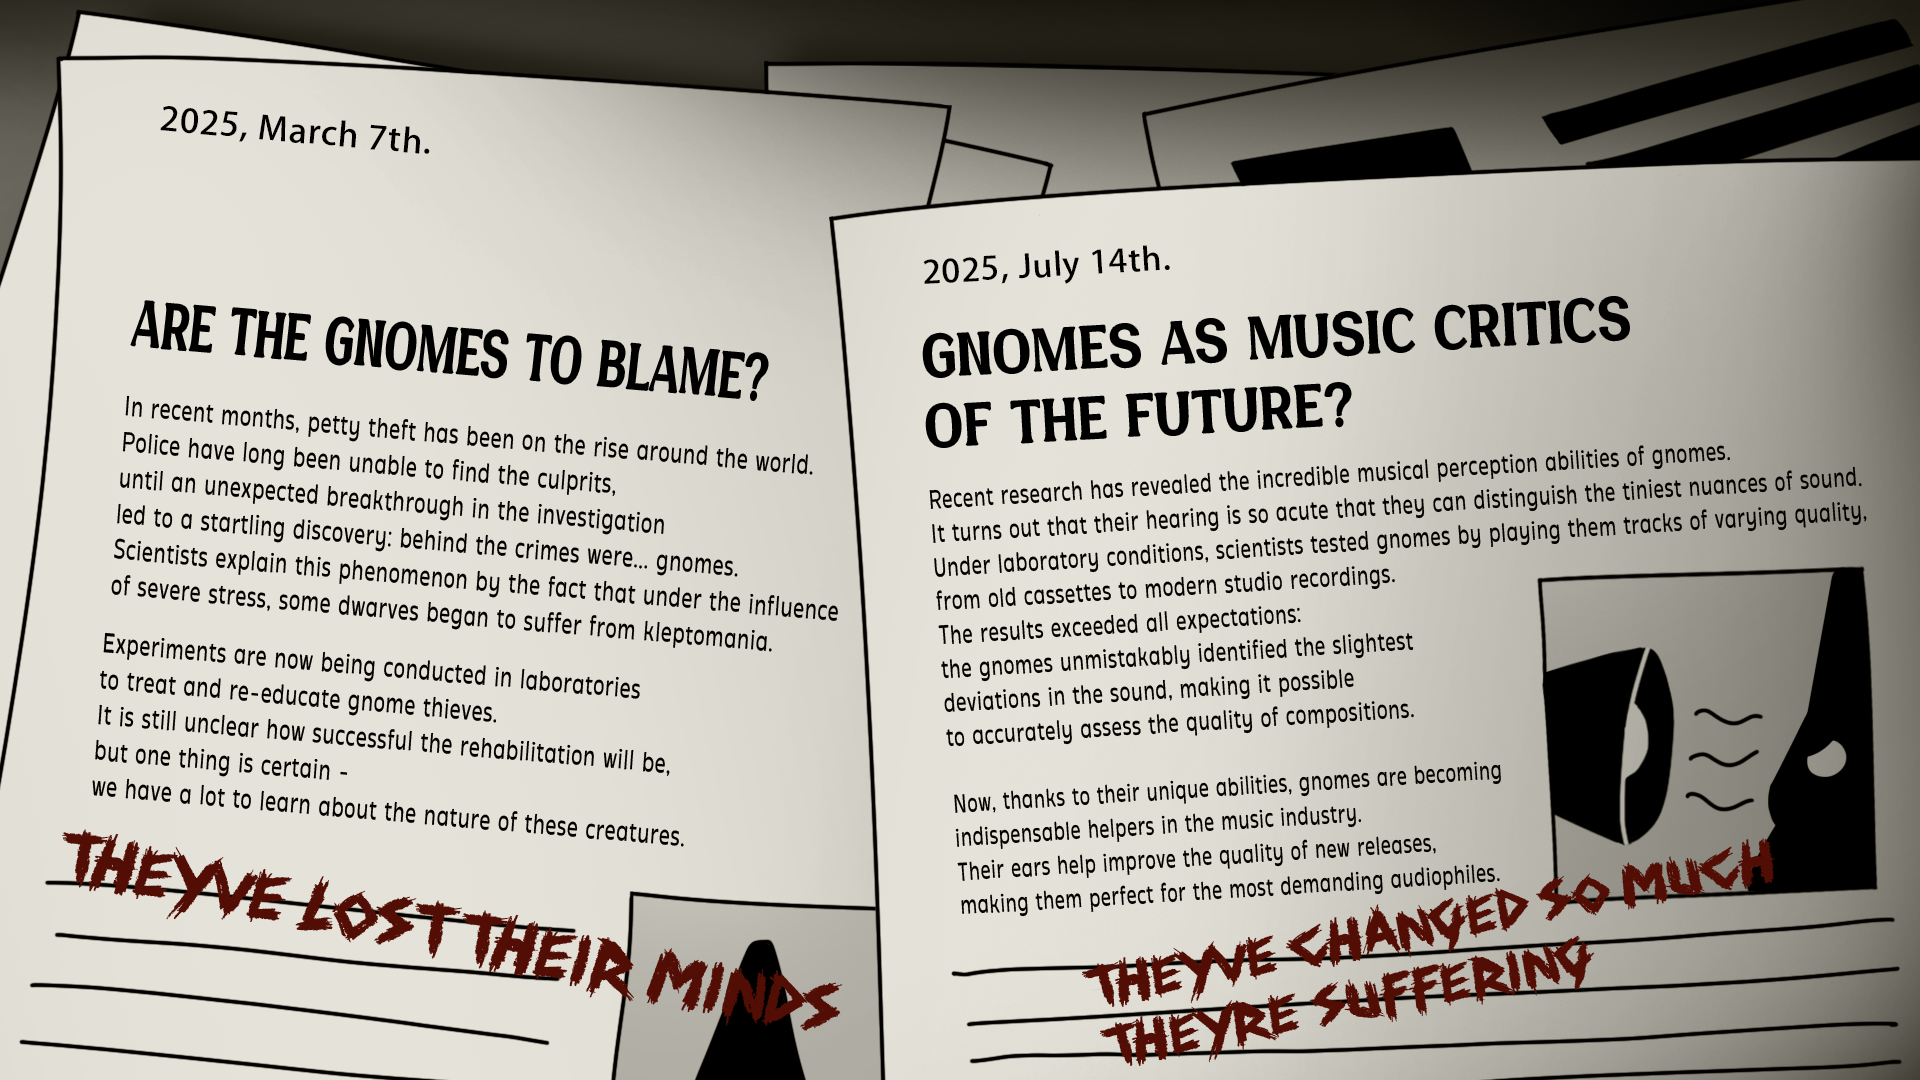 2025, March 7th.
ARE THE GNOMES TO BLAME?
In recent months, petty theft has been on the rise around the world.
Police have long been unable to find the culprits,
until an unexpected breakthrough in the investigation
led to a startling discovery: behind the crimes were... gnomes.
Scientists explain this phenomenon by the fact that under the influence
of severe stress, some dwarves began to suffer from kleptomania.
Experiments are now being conducted in laboratories
to treat and re-educate gnome thieves.
It is still unclear how successful the rehabilitation will be,
but one thing is certain -
we have a lot to learn about the nature of these creatures.
THEYVE LOST THEIR MINDS
2025, July 14th.
GNOMES AS MUSIC CRITICS
OF THE FUTURE?
Recent research has revealed the incredible musical perception abilities of gnomes.
It turns out that their hearing is so acute that they can distinguish the tiniest nuances of sound.
Under laboratory conditions, scientists tested gnomes by playing them tracks of varying quality,
from old cassettes to modern studio recordings.
The results exceeded all expectations:
the gnomes unmistakably identified the slightest
deviations in the sound, making it possible
to accurately assess the quality of compositions.
Now, thanks to their unique abilities, gnomes are becoming
indispensable helpers in the music industry.
Their ears help improve the quality of new releases,
making them perfect for the most demanding audiophiles.
THEYVE CHANGED SO MUCH
THEYRE SUFFERING